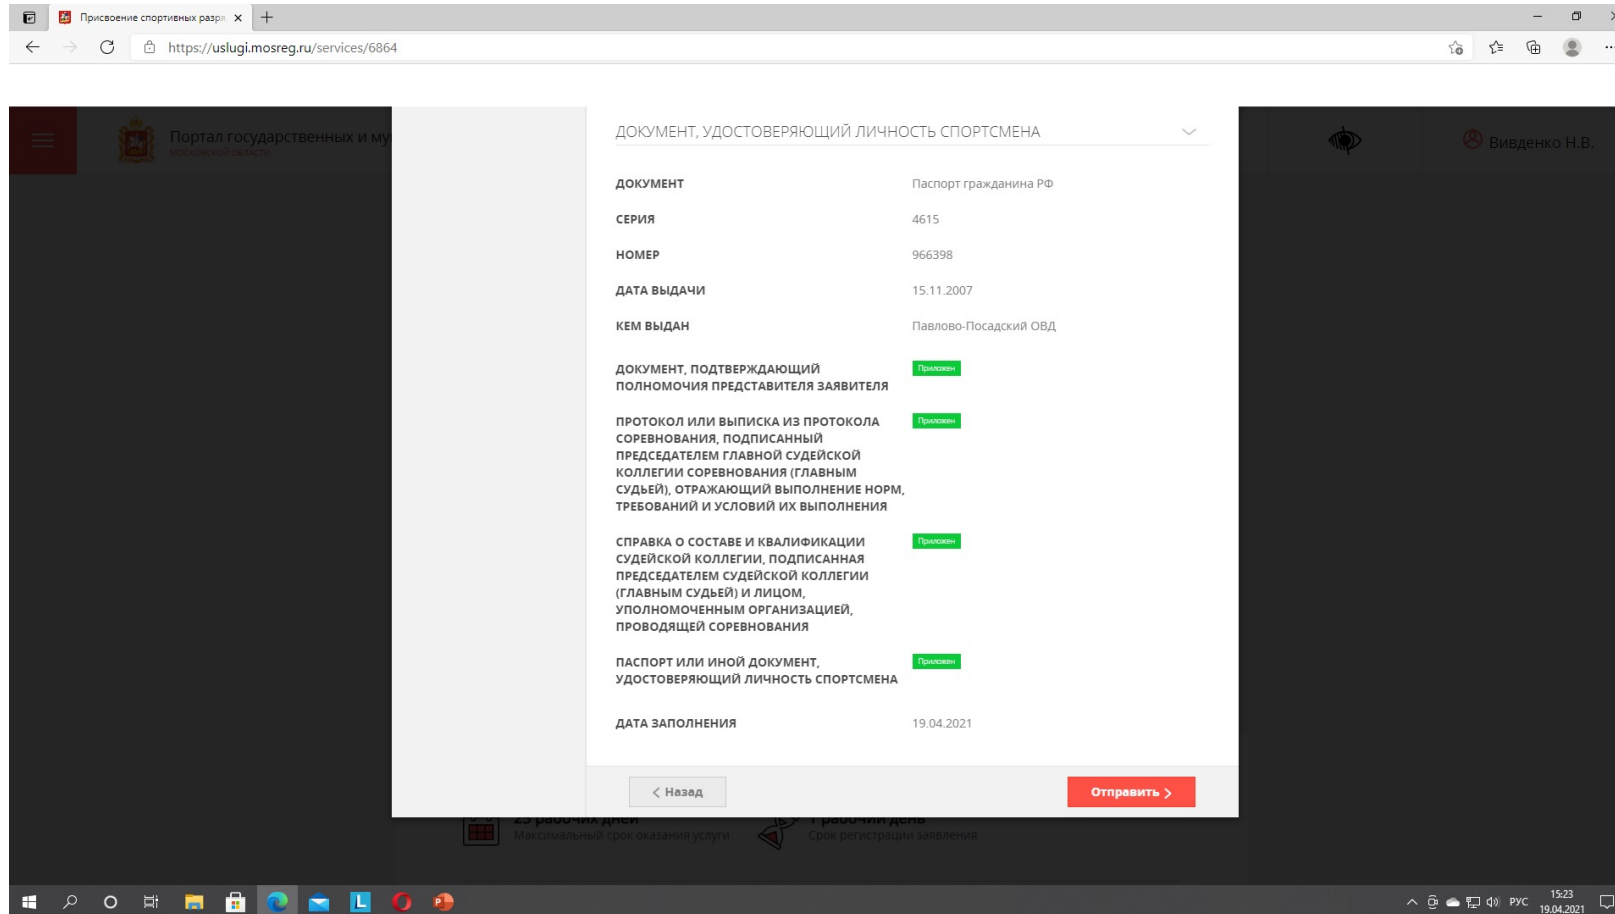 Присвоение спортивных разря
https://uslugi.mosreg.ru/services/6864
Портал государственных и му
МОСКОВСКОЙ ОБЛАСТИ
Вивденко Н.В.
ДОКУМЕНТ, УДОСТОВЕРЯЮЩИЙ ЛИЧНОСТЬ СПОРТСМЕНА
ДОКУМЕНТ Паспорт гражданина РФ
СЕРИЯ 4615
НОМЕР 966398
ДАТА ВЫДАЧИ 15.11.2007
КЕМ ВЫДАН Павлово-Посадский ОВД
ДОКУМЕНТ, ПОДТВЕРЖДАЮЩИЙ Приложен
ПОЛНОМОЧИЯ ПРЕДСТАВИТЕЛЯ ЗАЯВИТЕЛЯ
ПРОТОКОЛ ИЛИ ВЫПИСКА ИЗ ПРОТОКОЛА Приложен
СОРЕВНОВАНИЯ, ПОДПИСАННЫЙ
ПРЕДСЕДАТЕЛЕМ ГЛАВНОЙ СУДЕЙСКОЙ
КОЛЛЕГИИ СОРЕВНОВАНИЯ (ГЛАВНЫМ
СУДЬЕЙ), ОТРАЖАЮЩИЙ ВЫПОЛНЕНИЕ НОРМ,
ТРЕБОВАНИЙ И УСЛОВИЙ ИХ ВЫПОЛНЕНИЯ
СПРАВКА О СОСТАВЕ И КВАЛИФИКАЦИИ Приложен
СУДЕЙСКОЙ КОЛЛЕГИИ, ПОДПИСАННАЯ
ПРЕДСЕДАТЕЛЕМ СУДЕЙСКОЙ КОЛЛЕГИИ
(ГЛАВНЫМ СУДЬЕЙ) И ЛИЦОМ,
УПОЛНОМОЧЕННЫМ ОРГАНИЗАЦИЕЙ,
ПРОВОДЯЩЕЙ СОРЕВНОВАНИЯ
ПАСПОРТ ИЛИ ИНОЙ ДОКУМЕНТ, Приложен
УДОСТОВЕРЯЮЩИЙ ЛИЧНОСТЬ СПОРТСМЕНА
ДАТА ЗАПОЛНЕНИЯ 19.04.2021
Назад
Отправить
25 рабочих дней 1 рабочий день
Максимальный срок оказания услуги Срок регистрации заявления
РУС 15:23
19.04.2021